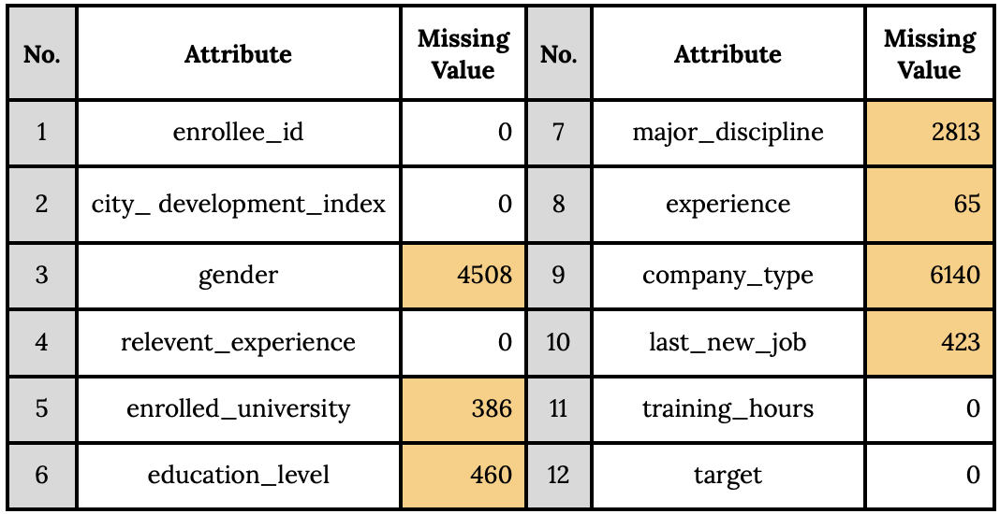 No. Attribute Missing Value No. Attribute Missing Value
1 enrollee_id 0 7 major_discipline 2813
2 city_ development_index 0 8 experience 65
3 gender 4508 9 company_type 6140
4 relevent_experience 0 10 last_new_job 423
5 enrolled_university 386 11 training_hours 0
6 education_level 460 12 target 0